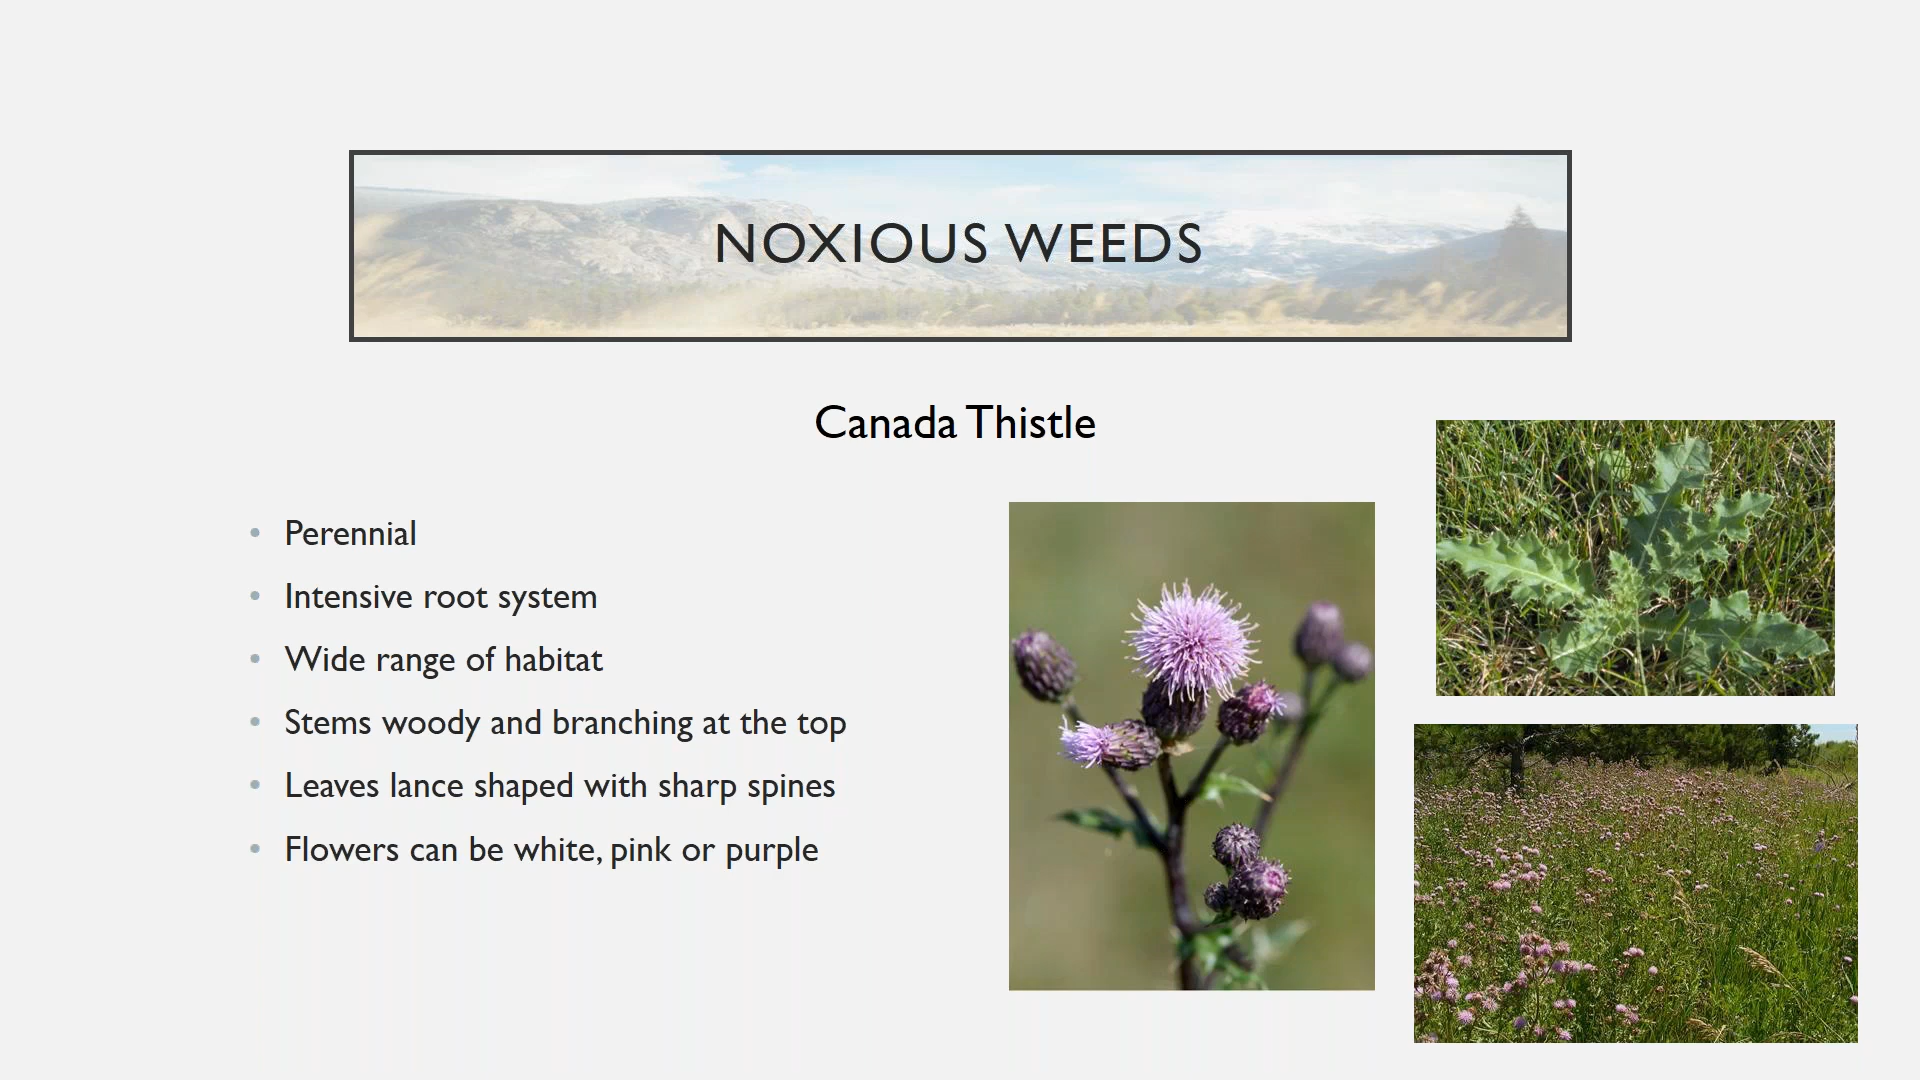 NOXIOUS WEEDS
Canada Thistle
• Perennial
• Intensive root system
• Wide range of habitat
• Stems woody and branching at the top
• Leaves lance shaped with sharp spines
• Flowers can be white, pink or purple